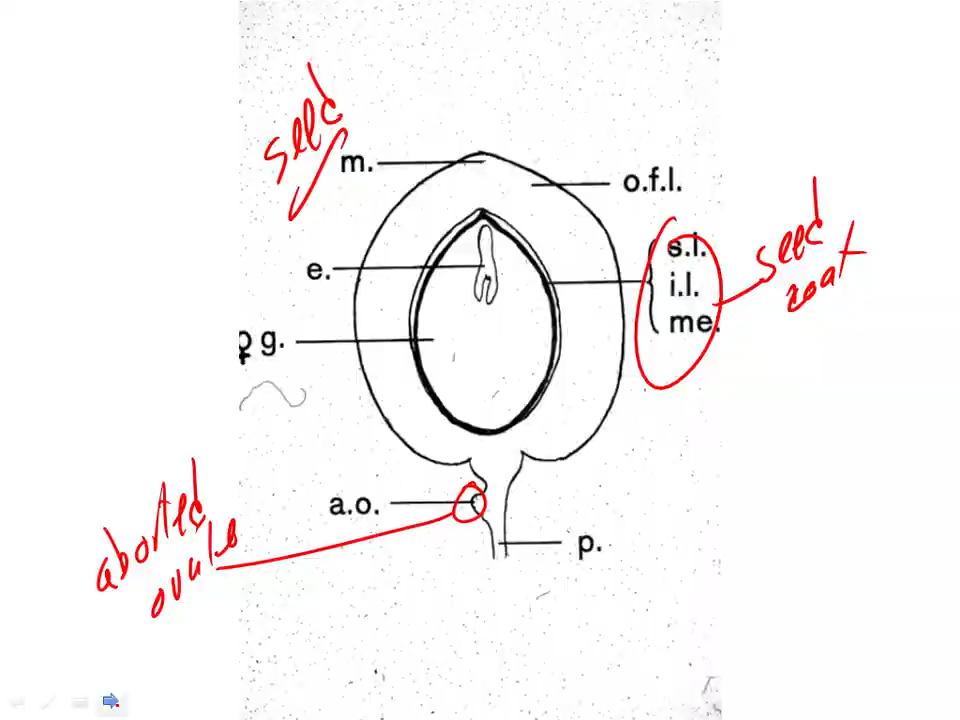 seed
m.
o.f.l.
s.l.
i.l.
me.
seed
coat
e.
♀ g.
a.o.
aborted
ovule
p.